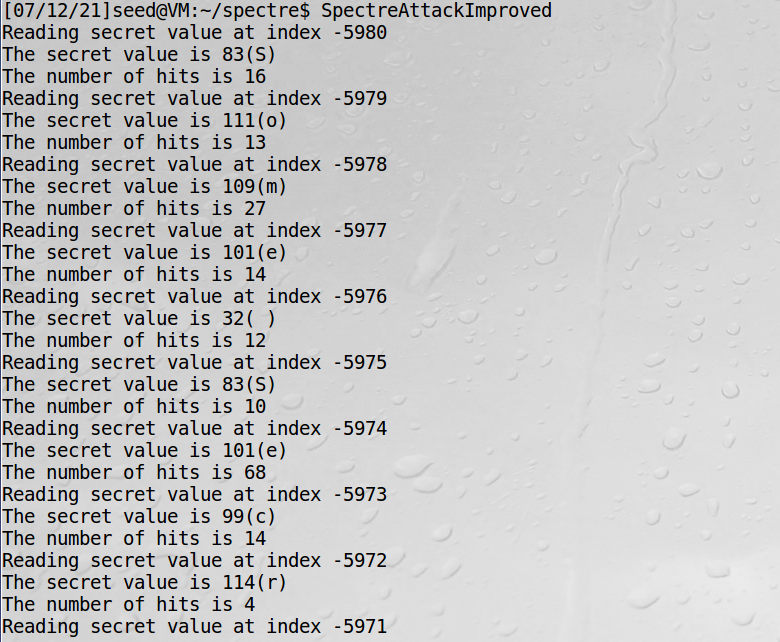 [07/12/21]seed@VM:~/spectre$ SpectreAttackImproved
Reading secret value at index -5980
The secret value is 83(S)
The number of hits is 16
Reading secret value at index -5979
The secret value is 111(o)
The number of hits is 13
Reading secret value at index -5978
The secret value is 109(m)
The number of hits is 27
Reading secret value at index -5977
The secret value is 101(e)
The number of hits is 14
Reading secret value at index -5976
The secret value is 32( )
The number of hits is 12
Reading secret value at index -5975
The secret value is 83(S)
The number of hits is 10
Reading secret value at index -5974
The secret value is 101(e)
The number of hits is 68
Reading secret value at index -5973
The secret value is 99(c)
The number of hits is 14
Reading secret value at index -5972
The secret value is 114(r)
The number of hits is 4
Reading secret value at index -5971